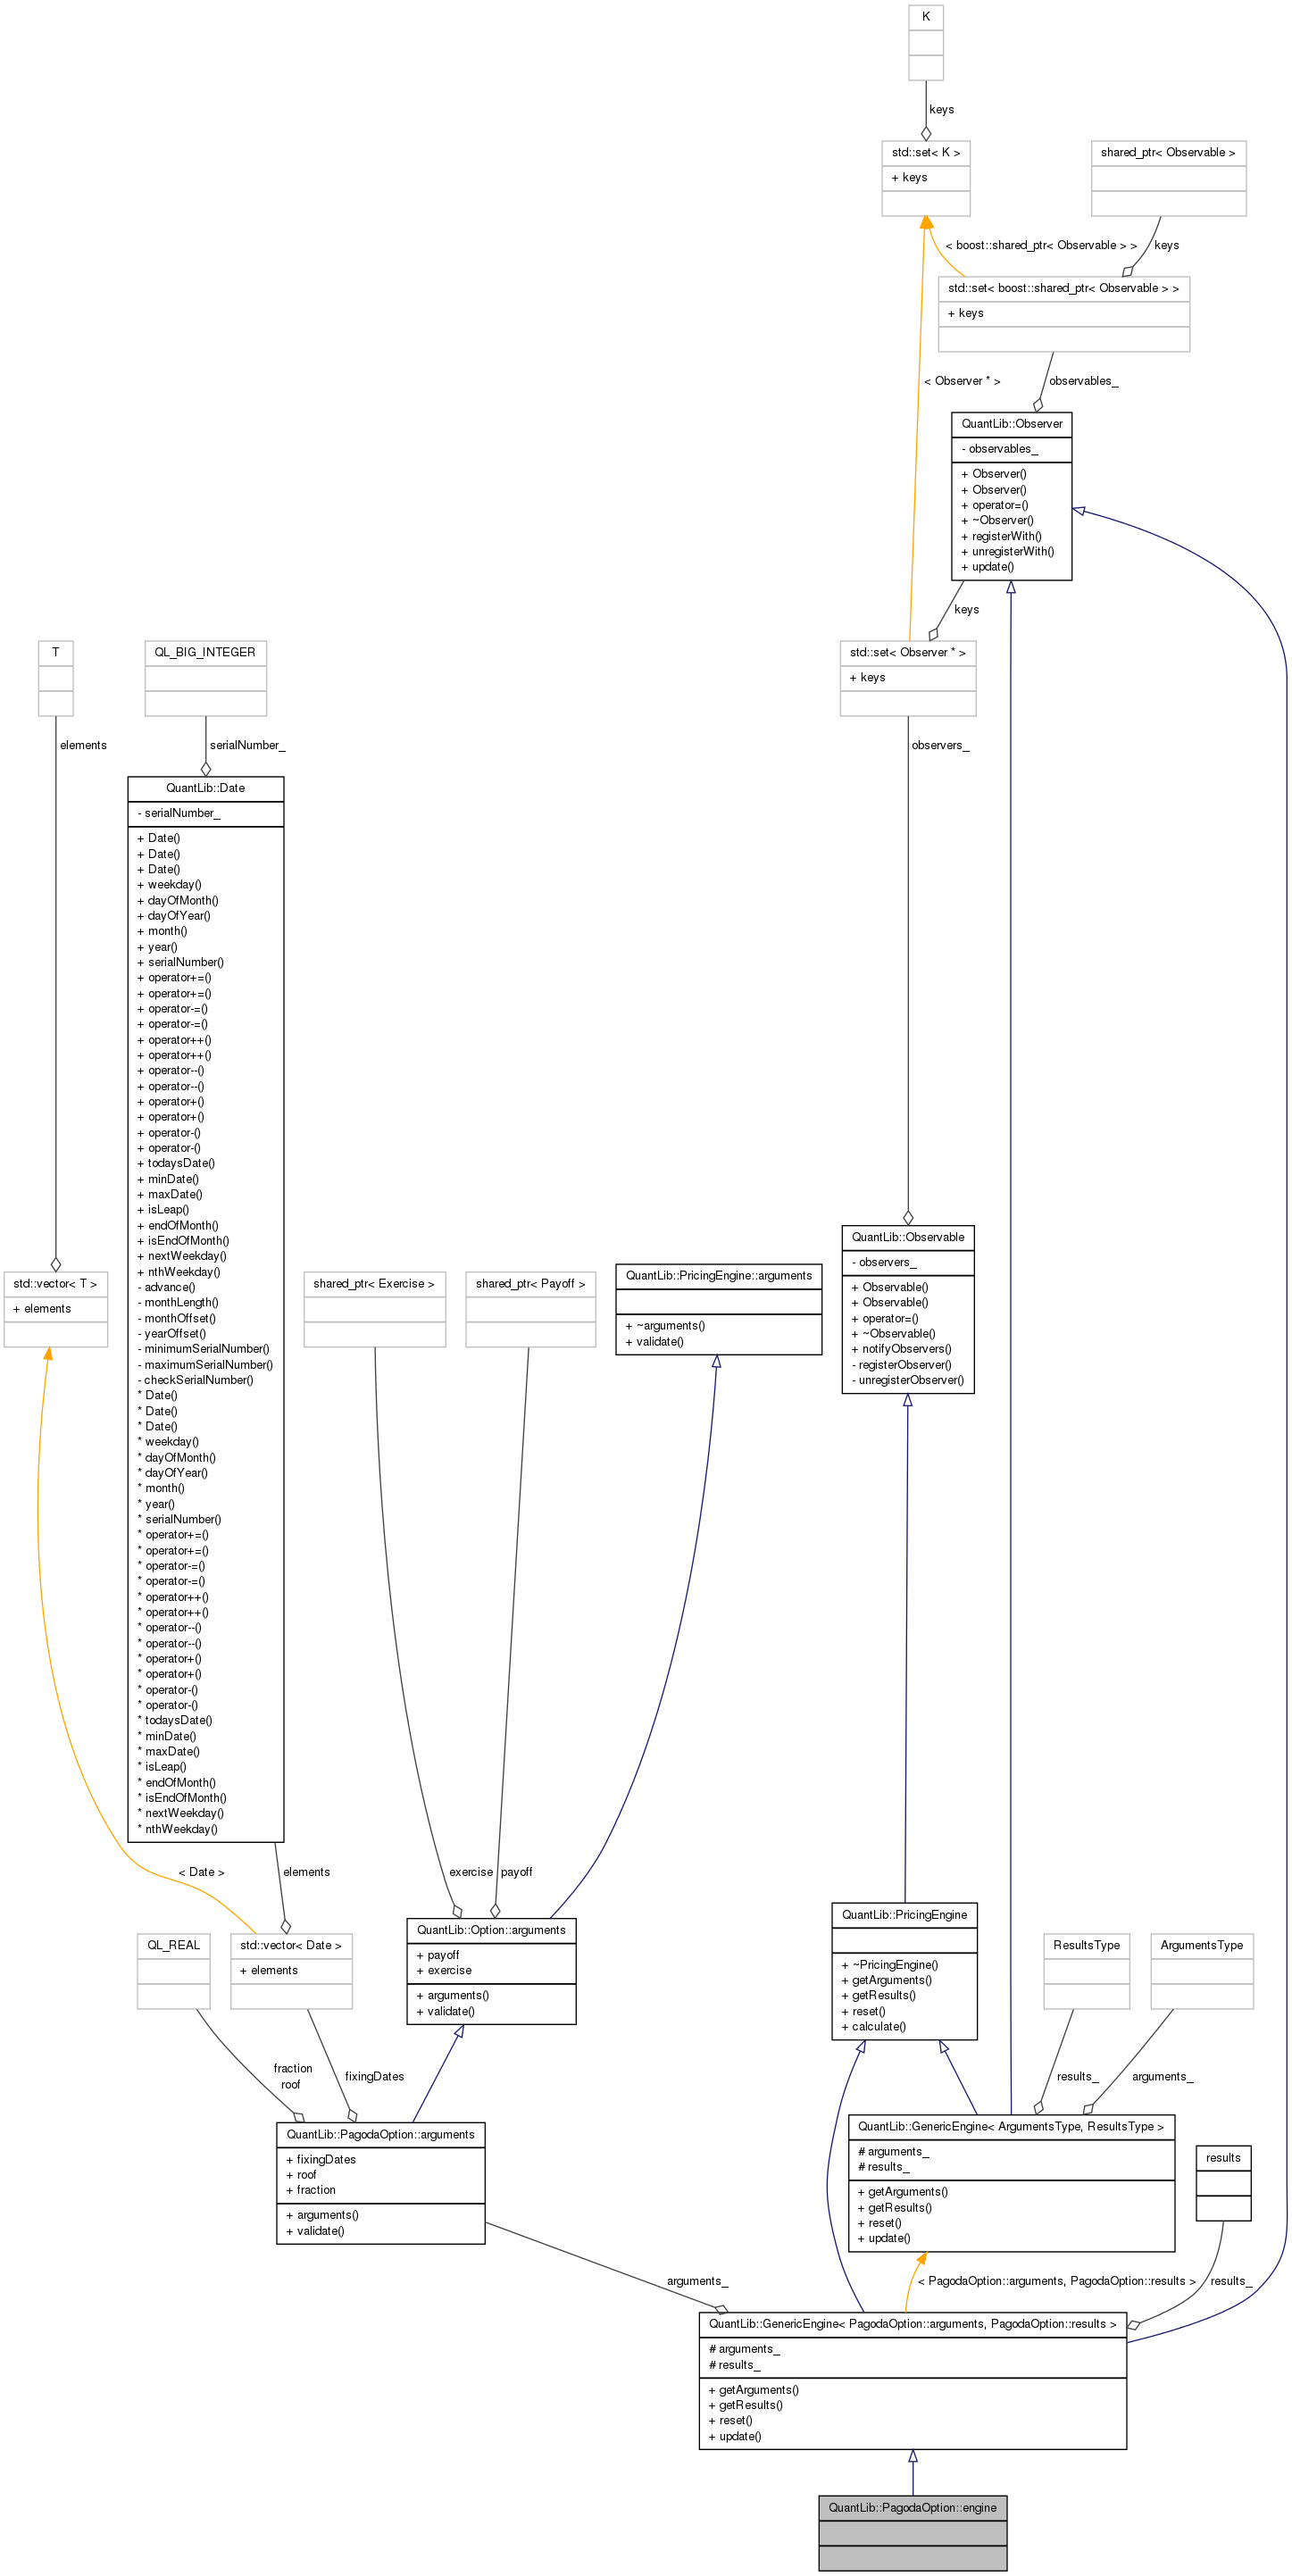 K
keys
std::set< K >
+ keys
shared_ptr< Observable >
< boost::shared_ptr< Observable > >
keys
std::set< boost::shared_ptr< Observable > >
+ keys
< Observer * >
observables_
QuantLib::Observer
- observables_
+ Observer()
+ Observer()
+ operator=()
+ ~Observer()
+ registerWith()
+ unregisterWith()
+ update()
keys
T
QL_BIG_INTEGER
std::set< Observer * >
+ keys
elements
serialNumber_
observers_
QuantLib::Date
- serialNumber_
+ Date()
+ Date()
+ Date()
+ weekday()
+ dayOfMonth()
+ dayOfYear()
+ month()
+ year()
+ serialNumber()
+ operator+=()
+ operator+=()
+ operator-=()
+ operator-=()
+ operator++()
+ operator++()
+ operator--()
+ operator--()
+ operator+()
+ operator+()
+ operator-()
+ operator-()
+ todaysDate()
+ minDate()
+ maxDate()
+ isLeap()
+ endOfMonth()
+ isEndOfMonth()
+ nextWeekday()
+ nthWeekday()
- advance()
- monthLength()
- monthOffset()
- yearOffset()
- minimumSerialNumber()
- maximumSerialNumber()
- checkSerialNumber()
* Date()
* Date()
* Date()
* weekday()
* dayOfMonth()
* dayOfYear()
* month()
* year()
* serialNumber()
* operator+=()
* operator+=()
* operator-=()
* operator-=()
* operator++()
* operator++()
* operator--()
* operator--()
* operator+()
* operator+()
* operator-()
* operator-()
* todaysDate()
* minDate()
* maxDate()
* isLeap()
* endOfMonth()
* isEndOfMonth()
* nextWeekday()
* nthWeekday()
std::vector< T >
+ elements
shared_ptr< Exercise >
shared_ptr< Payoff >
QuantLib::PricingEngine::arguments
+ ~arguments()
+ validate()
QuantLib::Observable
- observers_
+ Observable()
+ Observable()
+ operator=()
+ ~Observable()
+ notifyObservers()
- registerObserver()
- unregisterObserver()
< Date >
elements
exercise
payoff
QL_REAL
std::vector< Date >
+ elements
QuantLib::Option::arguments
+ payoff
+ exercise
+ arguments()
+ validate()
QuantLib::PricingEngine
+ ~PricingEngine()
+ getArguments()
+ getResults()
+ reset()
+ calculate()
ResultsType
ArgumentsType
fraction
roof
fixingDates
results_
arguments_
QuantLib::PagodaOption::arguments
+ fixingDates
+ roof
+ fraction
+ arguments()
+ validate()
QuantLib::GenericEngine< ArgumentsType, ResultsType >
# arguments_
# results_
+ getArguments()
+ getResults()
+ reset()
+ update()
results
arguments_
< PagodaOption::arguments, PagodaOption::results >
results_
QuantLib::GenericEngine< PagodaOption::arguments, PagodaOption::results >
# arguments_
# results_
+ getArguments()
+ getResults()
+ reset()
+ update()
QuantLib::PagodaOption::engine